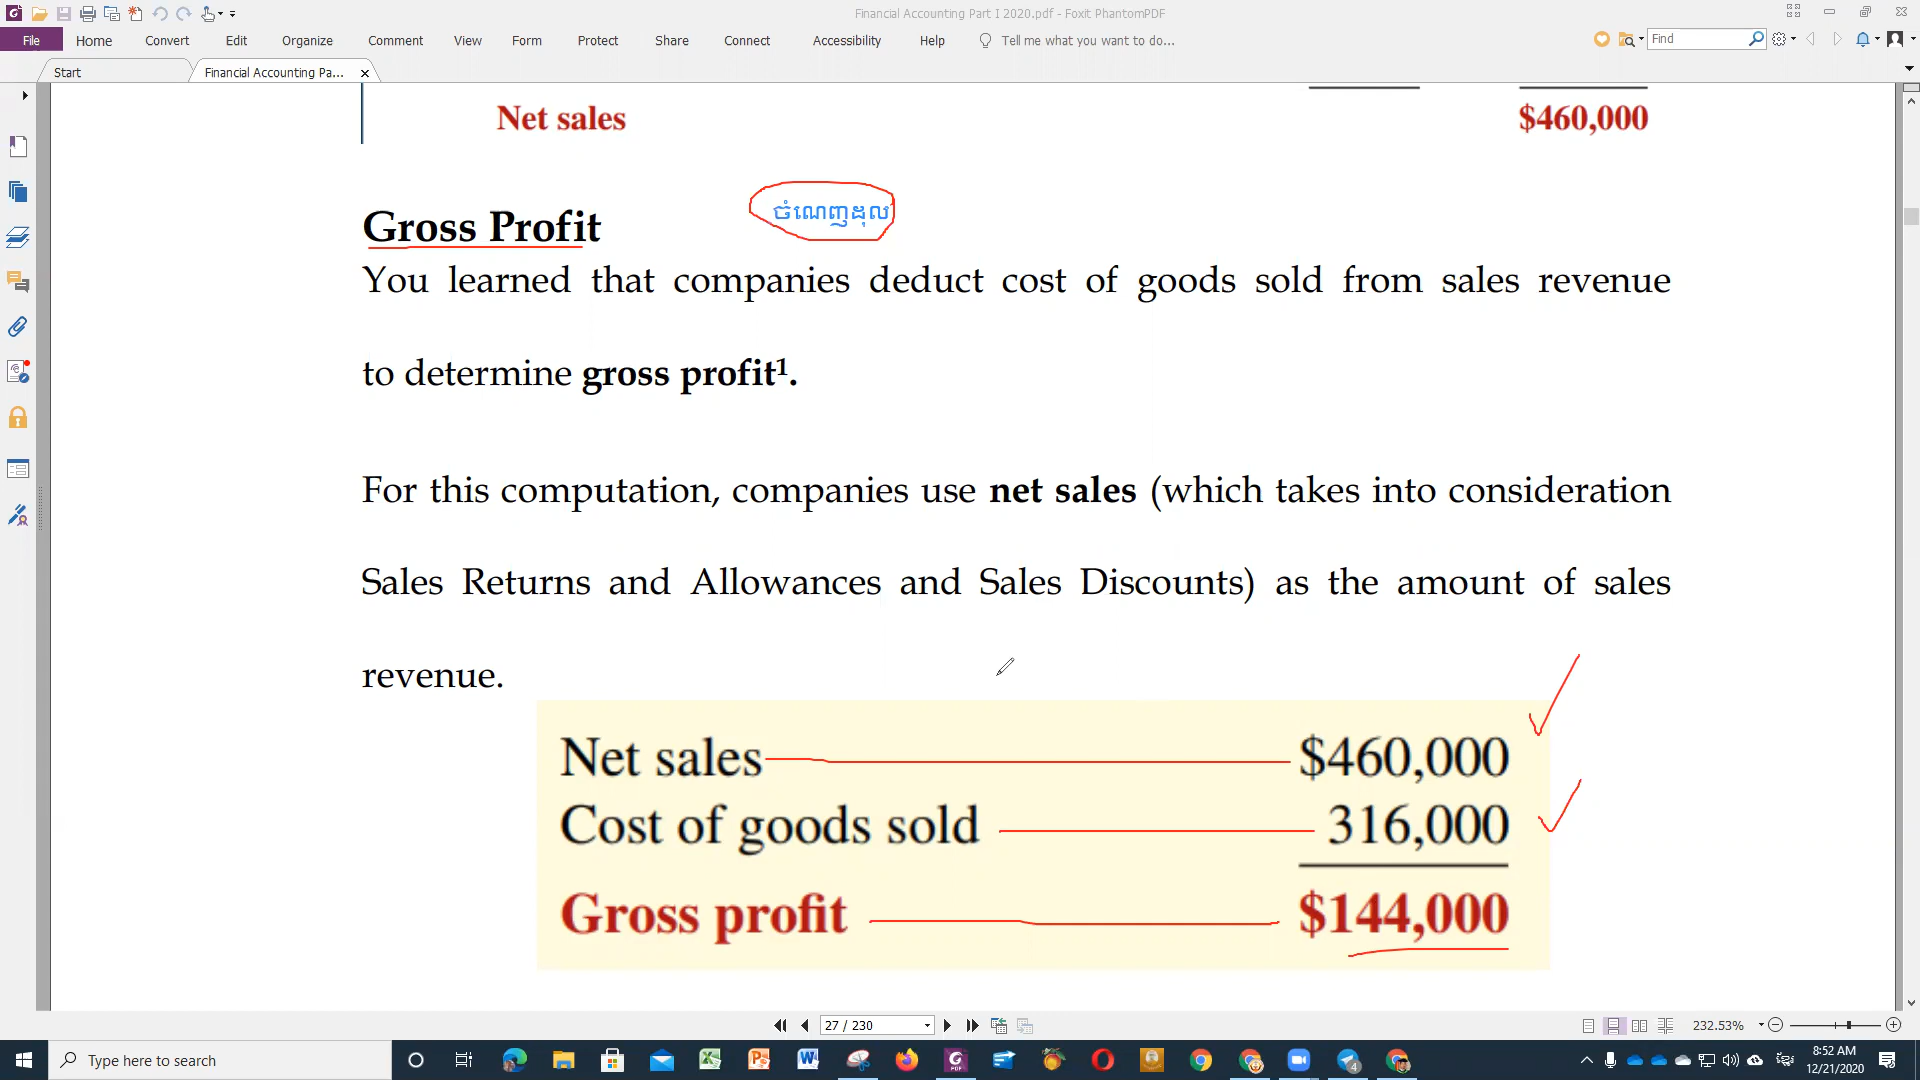 Financial Accounting Part I 2020.pdf - Foxit PhantomPDF
File Home Convert Edit Organize Comment View Form Protect Share Connect Accessibility Help Tell me what you want to do... Find
Start Financial Accounting Pa... ×
Net sales $460,000
Gross Profit ចំណេញដុល
You learned that companies deduct cost of goods sold from sales revenue
to determine gross profit¹.
For this computation, companies use net sales (which takes into consideration
Sales Returns and Allowances and Sales Discounts) as the amount of sales
revenue.
Net sales $460,000
Cost of goods sold 316,000
Gross profit $144,000
27 / 230 232.53%
Type here to search
8:52 AM
12/21/2020